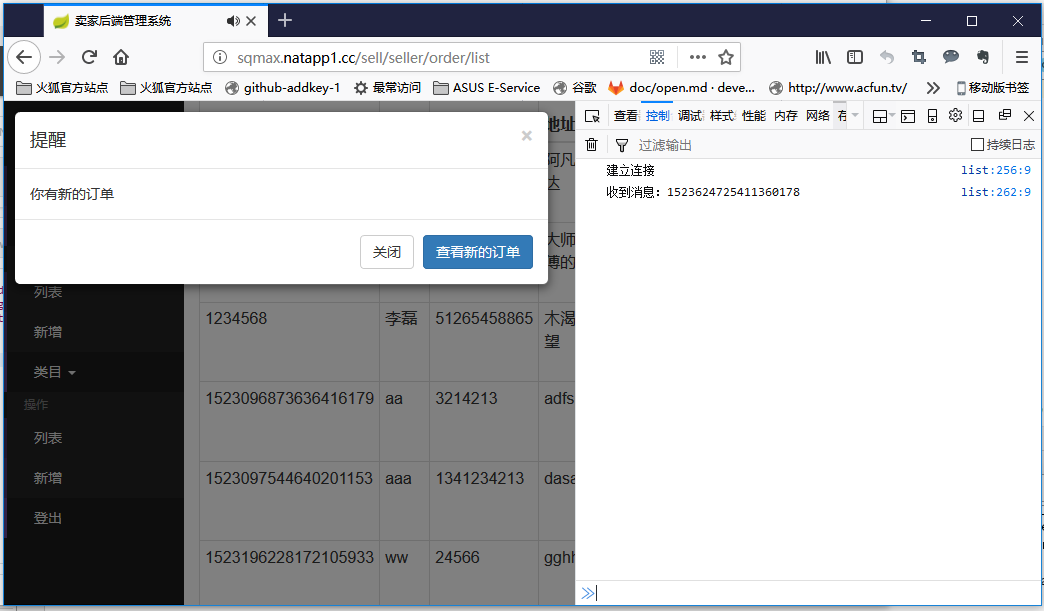 卖家后端管理系统
sqmax.natapp1.cc/sell/seller/order/list
火狐官方站点 火狐官方站点 github-addkey-1 最常访问 ASUS E-Service 谷歌 doc/open.md · deve... http://www.acfun.tv/ 移动版书签
提醒 ×
你有新的订单
关闭 查看新的订单
地址
阿凡
达
大师
傅的
列表
新增
类目
操作
列表
新增
登出
1234568 李磊 51265458865 木渴
望
1523096873636416179 aa 3214213 adfs
1523097544640201153 aaa 1341234213 dasa
1523196228172105933 ww 24566 gghh
查看 控制 调试 样式 性能 内存 网络 存
过滤输出 持续日志
建立连接 list:256:9
收到消息：1523624725411360178 list:262:9